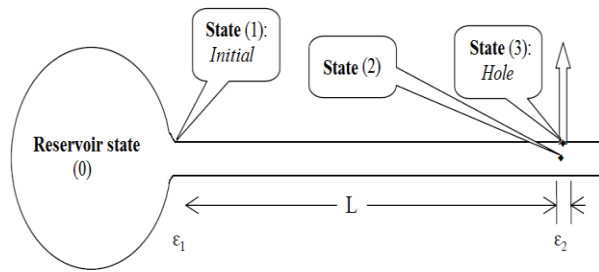 State (1):
Initial
State (2)
State (3):
Hole
Reservoir state
(0)
L
ε1
ε2